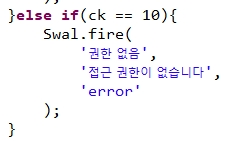 }else if(ck == 10){
Swal.fire(
'권한 없음',
'접근 권한이 없습니다',
'error'
);
}